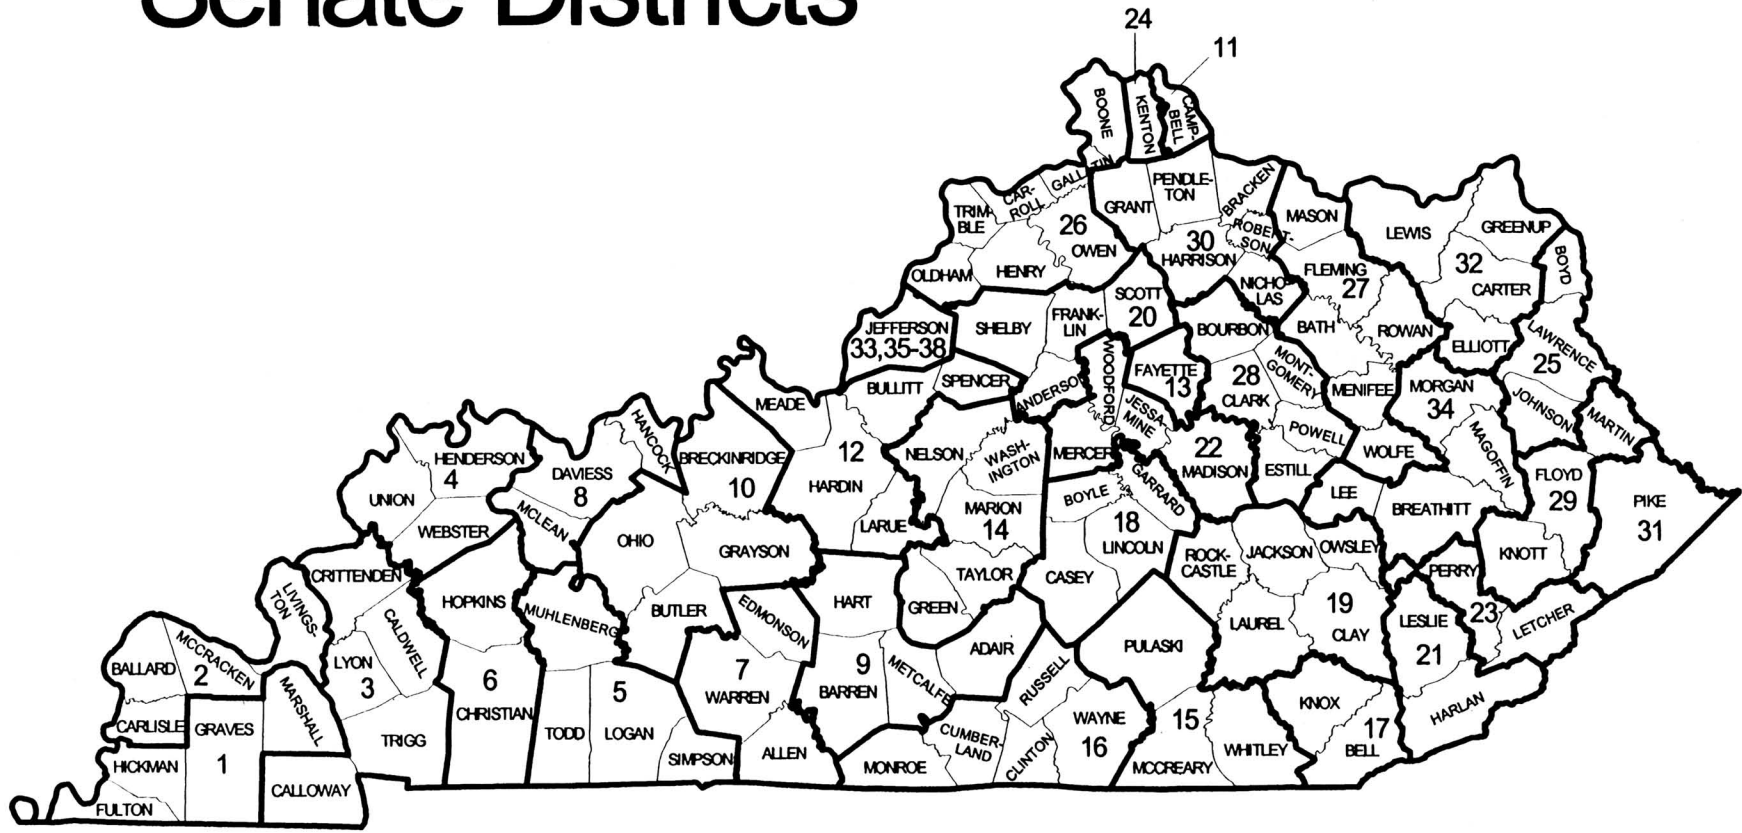 Senate Districts
24
11
BOONE
KENTON
CAMP-
BELL
GALL
TIN
CAR-
ROLL
TRIM-
BLE
26
OWEN
HENRY
OLDHAM
GRANT
PENDLE-
TON
BRACKEN
ROBERT-
SON
30
HARRISON
NICHO-
LAS
MASON
FLEMING
27
LEWIS
GREENUP
32
CARTER
BOYD
JEFFERSON
33,35-38
SHELBY
FRANK-
LIN
SCOTT
20
BOURBON
BATH
ROWAN
ELLIOTT
LAWRENCE
25
BULLITT
SPENCER
ANDERSON
WOODFORD
FAYETTE
13
JESSA-
MINE
28
CLARK
MONT-
GOMERY
MENIFEE
MORGAN
34
JOHNSON
MARTIN
MAGOFFIN
MEADE
HANCOCK
BRECKINRIDGE
10
12
HARDIN
LARUE
NELSON
WASH-
INGTON
MARION
14
MERCER
BOYLE
GARRARD
22
MADISON
POWELL
ESTILL
WOLFE
LEE
BREATHITT
FLOYD
29
PIKE
31
HENDERSON
4
UNION
WEBSTER
DAVIESS
8
MCLEAN
OHIO
GRAYSON
TAYLOR
GREEN
CASEY
18
LINCOLN
ROCK-
CASTLE
JACKSON
OWSLEY
PERRY
KNOTT
CRITTENDEN
LIVINGS-
TON
CALDWELL
HOPKINS
MUHLENBERG
BUTLER
EDMONSON
HART
ADAIR
PULASKI
LAUREL
19
CLAY
LESLIE
21
23
LETCHER
BALLARD
MCCRACKEN
2
MARSHALL
LYON
3
TRIGG
6
CHRISTIAN
TODD
5
LOGAN
SIMPSON
7
WARREN
ALLEN
9
BARREN
METCALFE
RUSSELL
CUMBER-
LAND
CLINTON
WAYNE
16
15
MCCREARY
WHITLEY
KNOX
17
BELL
HARLAN
CARLISLE
GRAVES
1
HICKMAN
FULTON
CALLOWAY
MONROE